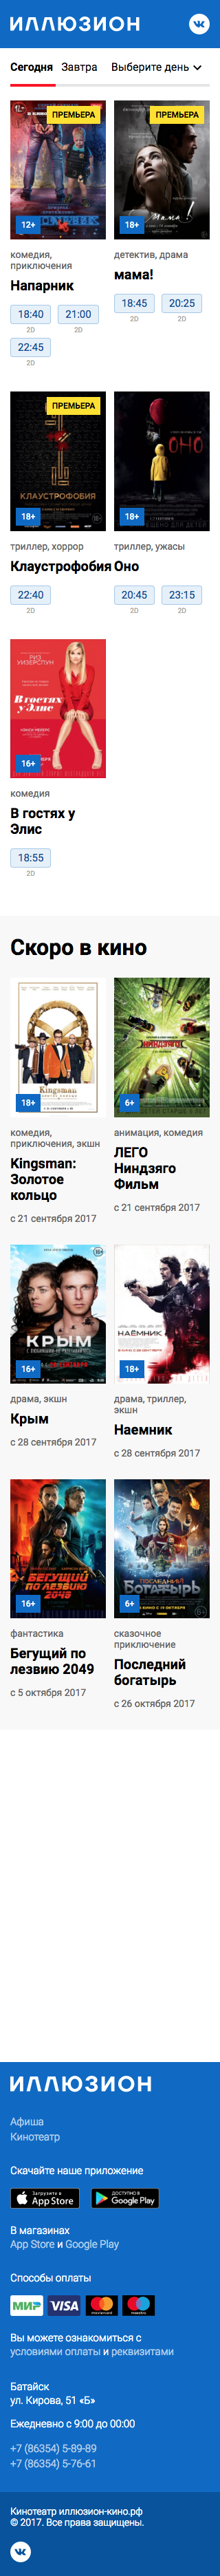 ИЛЛЮЗИОН
Сегодня Завтра Выберите день
ПРЕМЬЕРА
12+
комедия,
приключения
Напарник
18:40 21:00
2D 2D
22:45
2D
ПРЕМЬЕРА
мама!
18+
детектив, драма
мама!
18:45 20:25
2D 2D
ПРЕМЬЕРА
КЛАУСТРОФОБИЯ
18+
триллер, хоррор
Клаустрофобия
22:40
2D
ОНО
18+
триллер, ужасы
Оно
20:45 23:15
2D 2D
РИЗ
УИЗЕРСПУН
В гостях
у Элис
16+
комедия
В гостях у
Элис
18:55
2D
Скоро в кино
Kingsman
18+
комедия,
приключения, экшн
Kingsman:
Золотое
кольцо
с 21 сентября 2017
НИНДЗЯГО
6+
анимация, комедия
ЛЕГО
Ниндзяго
Фильм
с 21 сентября 2017
КРЫМ
16+
драма, экшн
Крым
с 28 сентября 2017
НАЁМНИК
18+
драма, триллер,
экшн
Наемник
с 28 сентября 2017
БЕГУЩИЙ
ПО ЛЕЗВИЮ
2049
16+
фантастика
Бегущий по
лезвию 2049
с 5 октября 2017
ПОСЛЕДНИЙ
БОГАТЫРЬ
6+
сказочное
приключение
Последний
богатырь
с 26 октября 2017
ИЛЛЮЗИОН
Афиша
Кинотеатр
Скачайте наше приложение
Загрузите в
App Store
ДОСТУПНО В
Google Play
В магазинах
App Store и Google Play
Способы оплаты
МИР VISA MasterCard Maestro
Вы можете ознакомиться с
условиями оплаты и реквизитами
Батайск
ул. Кирова, 51 «Б»
Ежедневно с 9:00 до 00:00
+7 (86354) 5-89-89
+7 (86354) 5-76-61
Кинотеатр иллюзион-кино.рф
© 2017. Все права защищены.